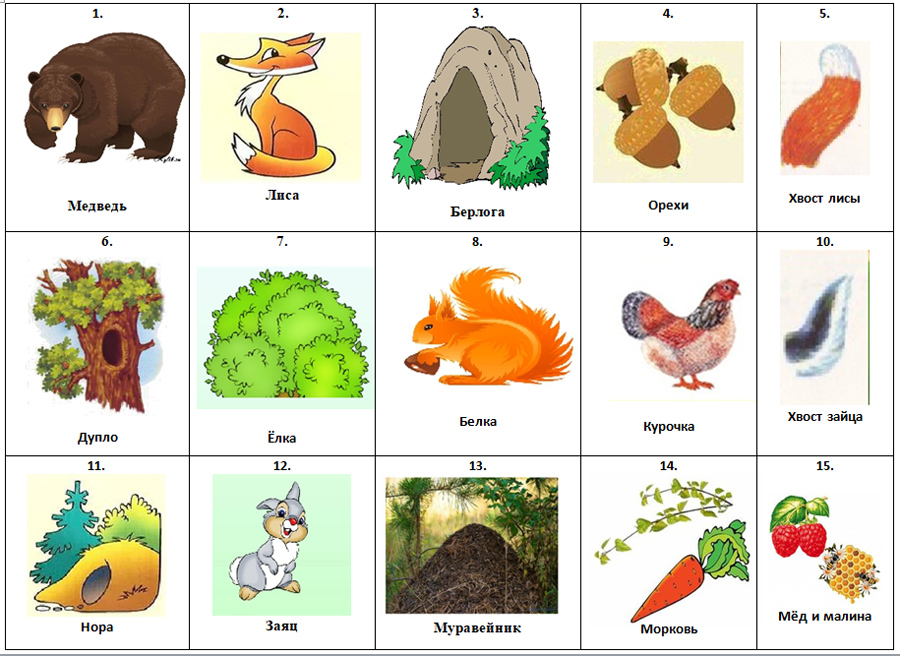 1.
2.
3.
4.
5.
Медведь
Лиса
Берлога
Орехи
Хвост лисы
6.
7.
8.
9.
10.
Дупло
Ёлка
Белка
Курочка
Хвост зайца
11.
12.
13.
14.
15.
Нора
Заяц
Муравейник
Морковь
Мёд и малина